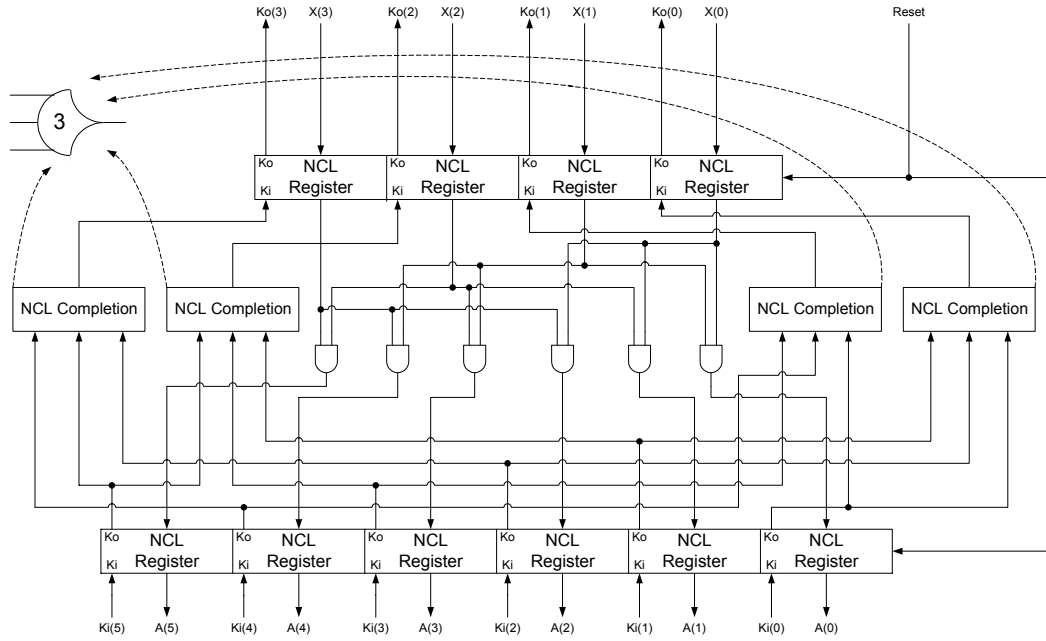 Ko(3) X(3) Ko(2) X(2) Ko(1) X(1) Ko(0) X(0) Reset
3
Ko NCL Register Ki
Ko NCL Register Ki
Ko NCL Register Ki
Ko NCL Register Ki
NCL Completion
NCL Completion
NCL Completion
NCL Completion
Ko NCL Register Ki
Ko NCL Register Ki
Ko NCL Register Ki
Ko NCL Register Ki
Ko NCL Register Ki
Ko NCL Register Ki
Ki(5) A(5) Ki(4) A(4) Ki(3) A(3) Ki(2) A(2) Ki(1) A(1) Ki(0) A(0)